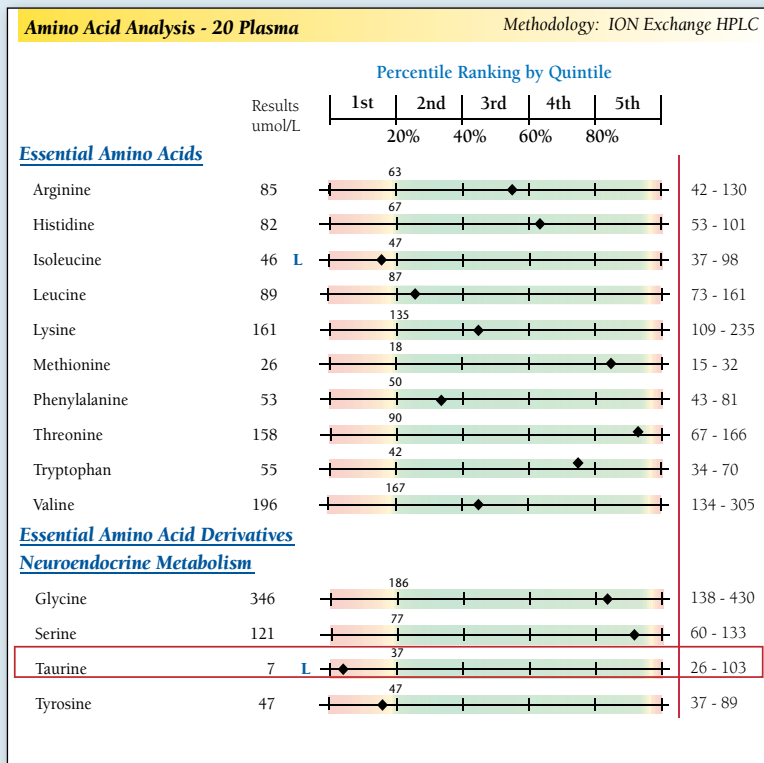 Amino Acid Analysis - 20 Plasma Methodology: ION Exchange HPLC
Percentile Ranking by Quintile
Results 1st 2nd 3rd 4th 5th
umol/L 20% 40% 60% 80%
Essential Amino Acids
63
Arginine 85 42 - 130
67
Histidine 82 53 - 101
47
Isoleucine 46 L 37 - 98
87
Leucine 89 73 - 161
135
Lysine 161 109 - 235
18
Methionine 26 15 - 32
50
Phenylalanine 53 43 - 81
90
Threonine 158 67 - 166
42
Tryptophan 55 34 - 70
167
Valine 196 134 - 305
Essential Amino Acid Derivatives
Neuroendocrine Metabolism
186
Glycine 346 138 - 430
77
Serine 121 60 - 133
37
Taurine 7 L 26 - 103
47
Tyrosine 47 37 - 89